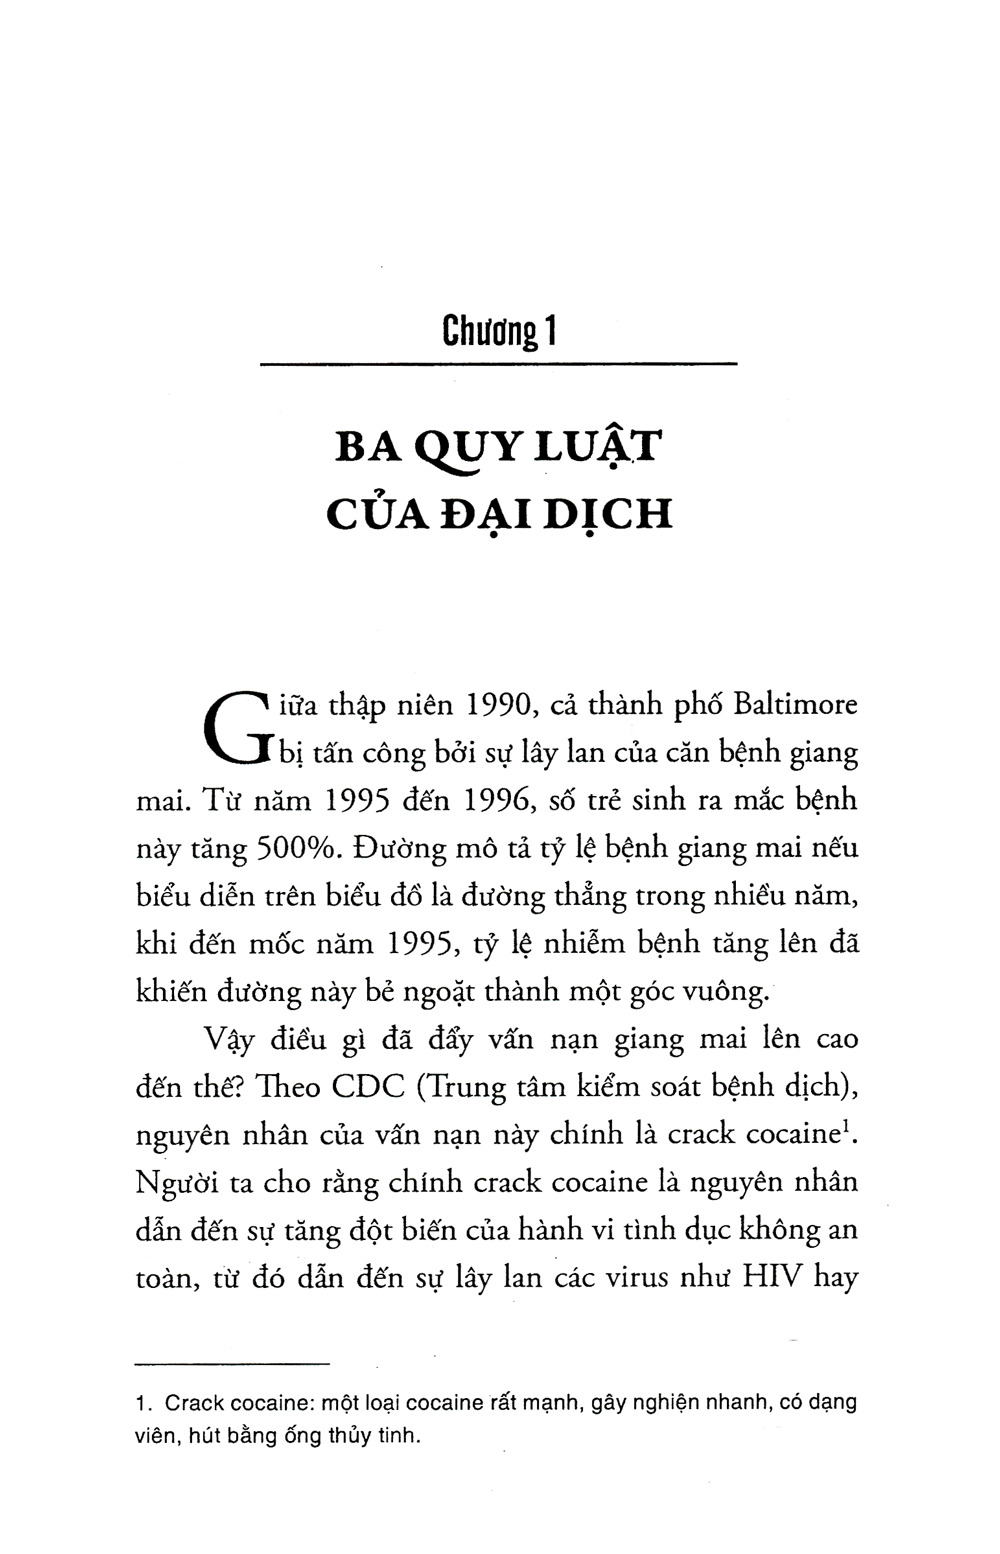 Chương 1
BA QUY LUẬT
CỦA ĐẠI DỊCH
Giữa thập niên 1990, cả thành phố Baltimore
bị tấn công bởi sự lây lan của căn bệnh giang
mai. Từ năm 1995 đến 1996, số trẻ sinh ra mắc bệnh
này tăng 500%. Đường mô tả tỷ lệ bệnh giang mai nếu
biểu diễn trên biểu đồ là đường thẳng trong nhiều năm,
khi đến mốc năm 1995, tỷ lệ nhiễm bệnh tăng lên đã
khiến đường này bẻ ngoặt thành một góc vuông.
Vậy điều gì đã đẩy vấn nạn giang mai lên cao
đến thế? Theo CDC (Trung tâm kiểm soát bệnh dịch),
nguyên nhân của vấn nạn này chính là crack cocaine¹.
Người ta cho rằng chính crack cocaine là nguyên nhân
dẫn đến sự tăng đột biến của hành vi tình dục không an
toàn, từ đó dẫn đến sự lây lan các virus như HIV hay
1. Crack cocaine: một loại cocaine rất mạnh, gây nghiện nhanh, có dạng
viên, hút bằng ống thủy tinh.